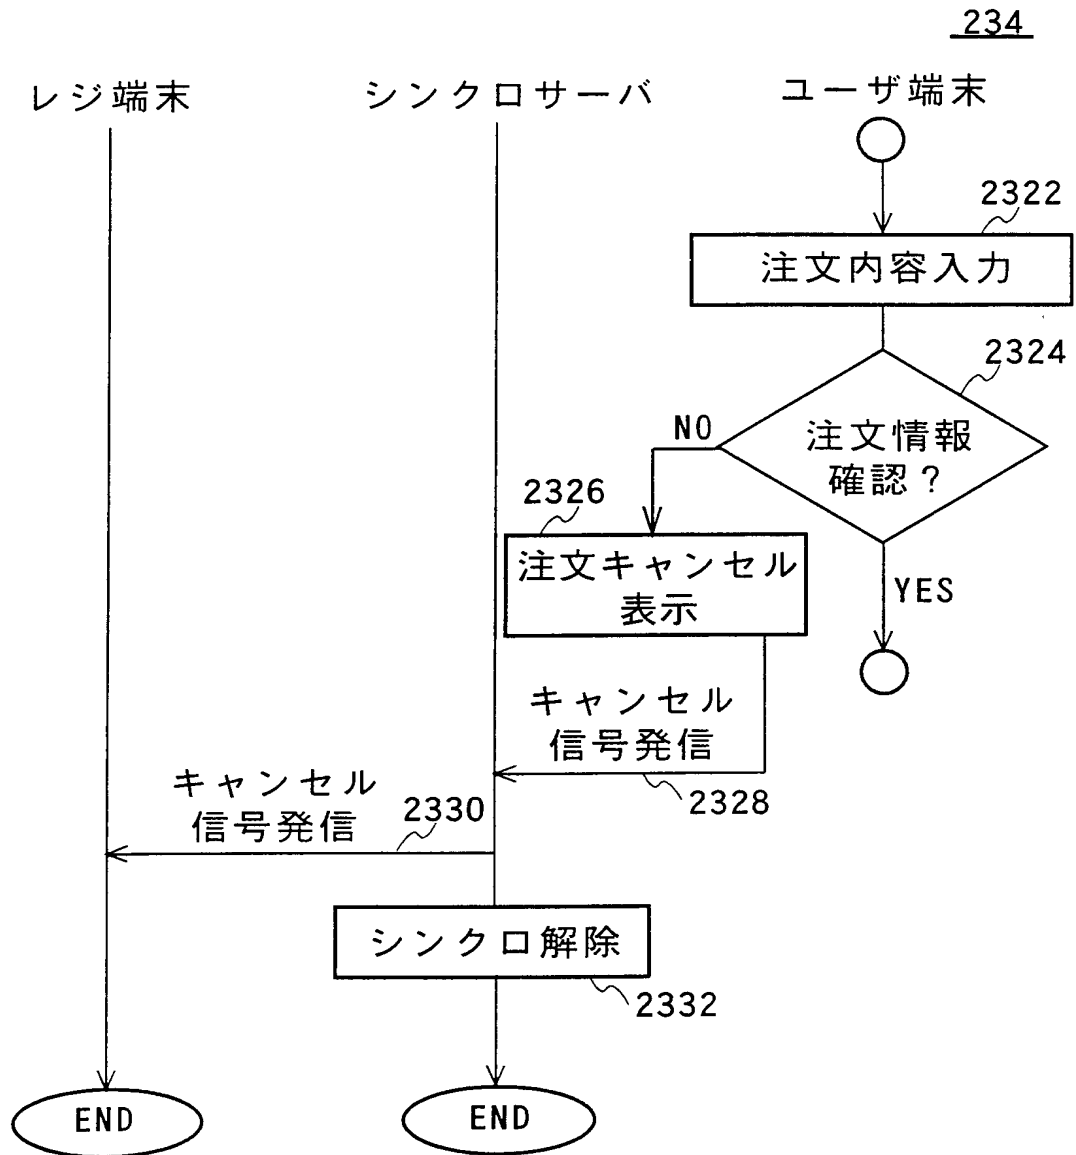 234
レジ端末
シンクロサーバ
ユーザ端末
2322
注文内容入力
2324
注文情報
確認？
NO
2326
注文キャンセル
表示
YES
キャンセル
信号発信
2328
キャンセル
信号発信
2330
シンクロ解除
2332
END
END